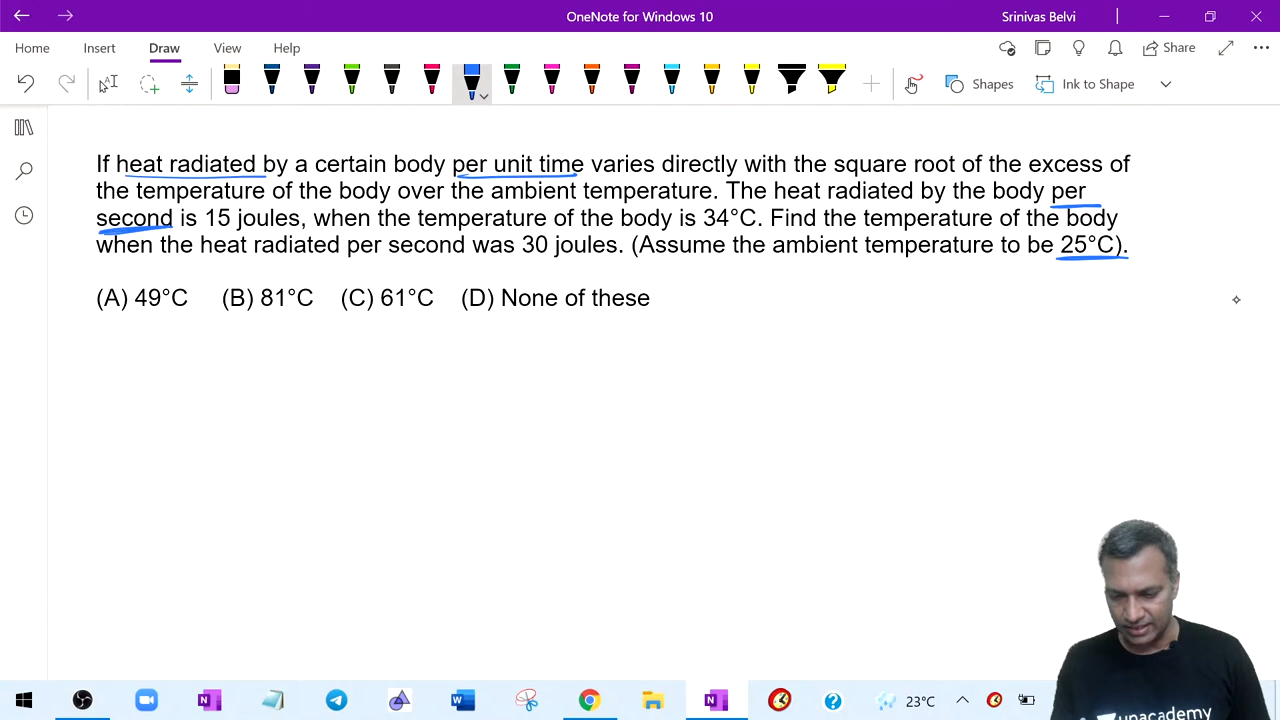 OneNote for Windows 10
Srinivas Belvi
Home Insert Draw View Help
Share
Shapes
Ink to Shape
If heat radiated by a certain body per unit time varies directly with the square root of the excess of
the temperature of the body over the ambient temperature. The heat radiated by the body per
second is 15 joules, when the temperature of the body is 34°C. Find the temperature of the body
when the heat radiated per second was 30 joules. (Assume the ambient temperature to be 25°C).
(A) 49°C (B) 81°C (C) 61°C (D) None of these
unacademy
23°C